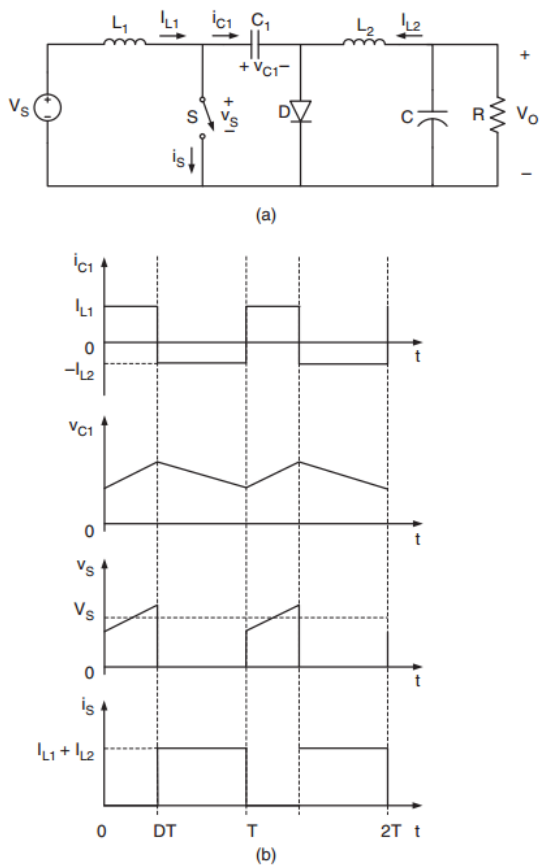 L1 IL1 iC1 C1 L2 IL2
+ vC1 −
+
VS + −
S + vS −
D
C
R
VO
iS
−
(a)
iC1
IL1
0
t
−IL2
vC1
0
t
vS
VS
0
t
iS
IL1 + IL2
0 DT T 2T t
(b)